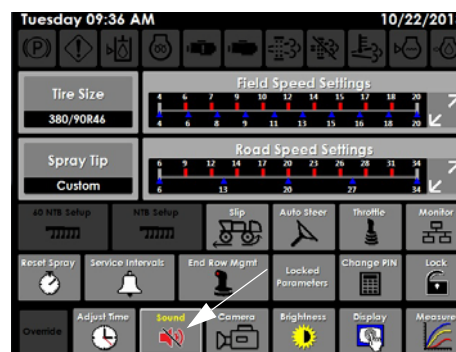 Tuesday 09:36 AM 10/22/201
Tire Size
380/90R46
Field Speed Settings
4 6 7 9 10 12 14 15 17 18 20
4 6 8 9 11 13 15 16 18 20
Spray Tip
Custom
Road Speed Settings
6 9 12 14 17 20 23 26 28 31 34
6 13 20 27 34
60 NTB Setup NTB Setup Slip Auto Steer Throttle Monitor
Reset Spray Service Intervals End Row Mgmt Locked Parameters Change PIN Lock
Override Adjust Time Sound Camera Brightness Display Measure